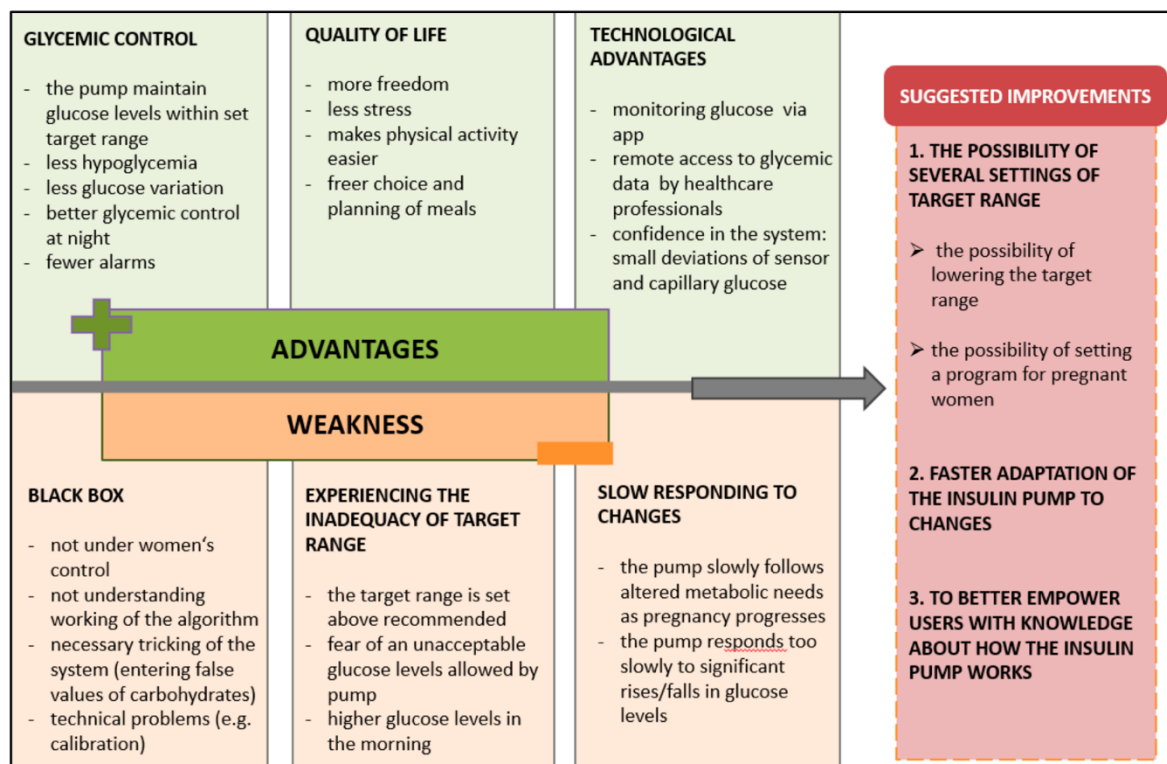 GLYCEMIC CONTROL
- the pump maintain
glucose levels within set
target range
- less hypoglycemia
- less glucose variation
- better glycemic control
at night
- fewer alarms
QUALITY OF LIFE
- more freedom
- less stress
- makes physical activity
easier
- freer choice and
planning of meals
TECHNOLOGICAL
ADVANTAGES
- monitoring glucose via
app
- remote access to glycemic
data by healthcare
professionals
- confidence in the system:
small deviations of sensor
and capillary glucose
ADVANTAGES
WEAKNESS
BLACK BOX
- not under women‘s
control
- not understanding
working of the algorithm
- necessary tricking of the
system (entering false
values of carbohydrates)
- technical problems (e.g.
calibration)
EXPERIENCING THE
INADEQUACY OF TARGET
RANGE
- the target range is set
above recommended
- fear of an unacceptable
glucose levels allowed by
pump
- higher glucose levels in
the morning
SLOW RESPONDING TO
CHANGES
- the pump slowly follows
altered metabolic needs
as pregnancy progresses
- the pump responds too
slowly to significant
rises/falls in glucose
levels
SUGGESTED IMPROVEMENTS
1. THE POSSIBILITY OF
SEVERAL SETTINGS OF
TARGET RANGE
➢ the possibility of
lowering the target
range
➢ the possibility of setting
a program for pregnant
women
2. FASTER ADAPTATION OF
THE INSULIN PUMP TO
CHANGES
3. TO BETTER EMPOWER
USERS WITH KNOWLEDGE
ABOUT HOW THE INSULIN
PUMP WORKS